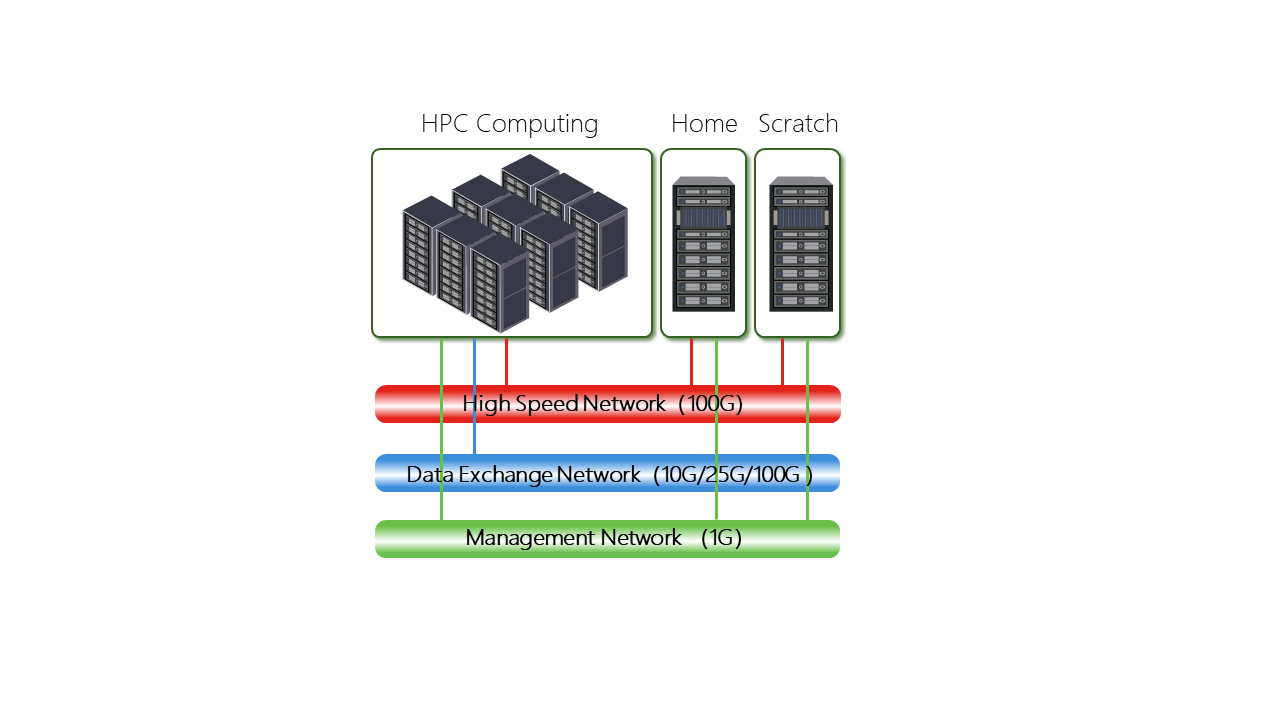 HPC Computing Home Scratch
High Speed Network (100G)
Data Exchange Network (10G/25G/100G )
Management Network (1G)